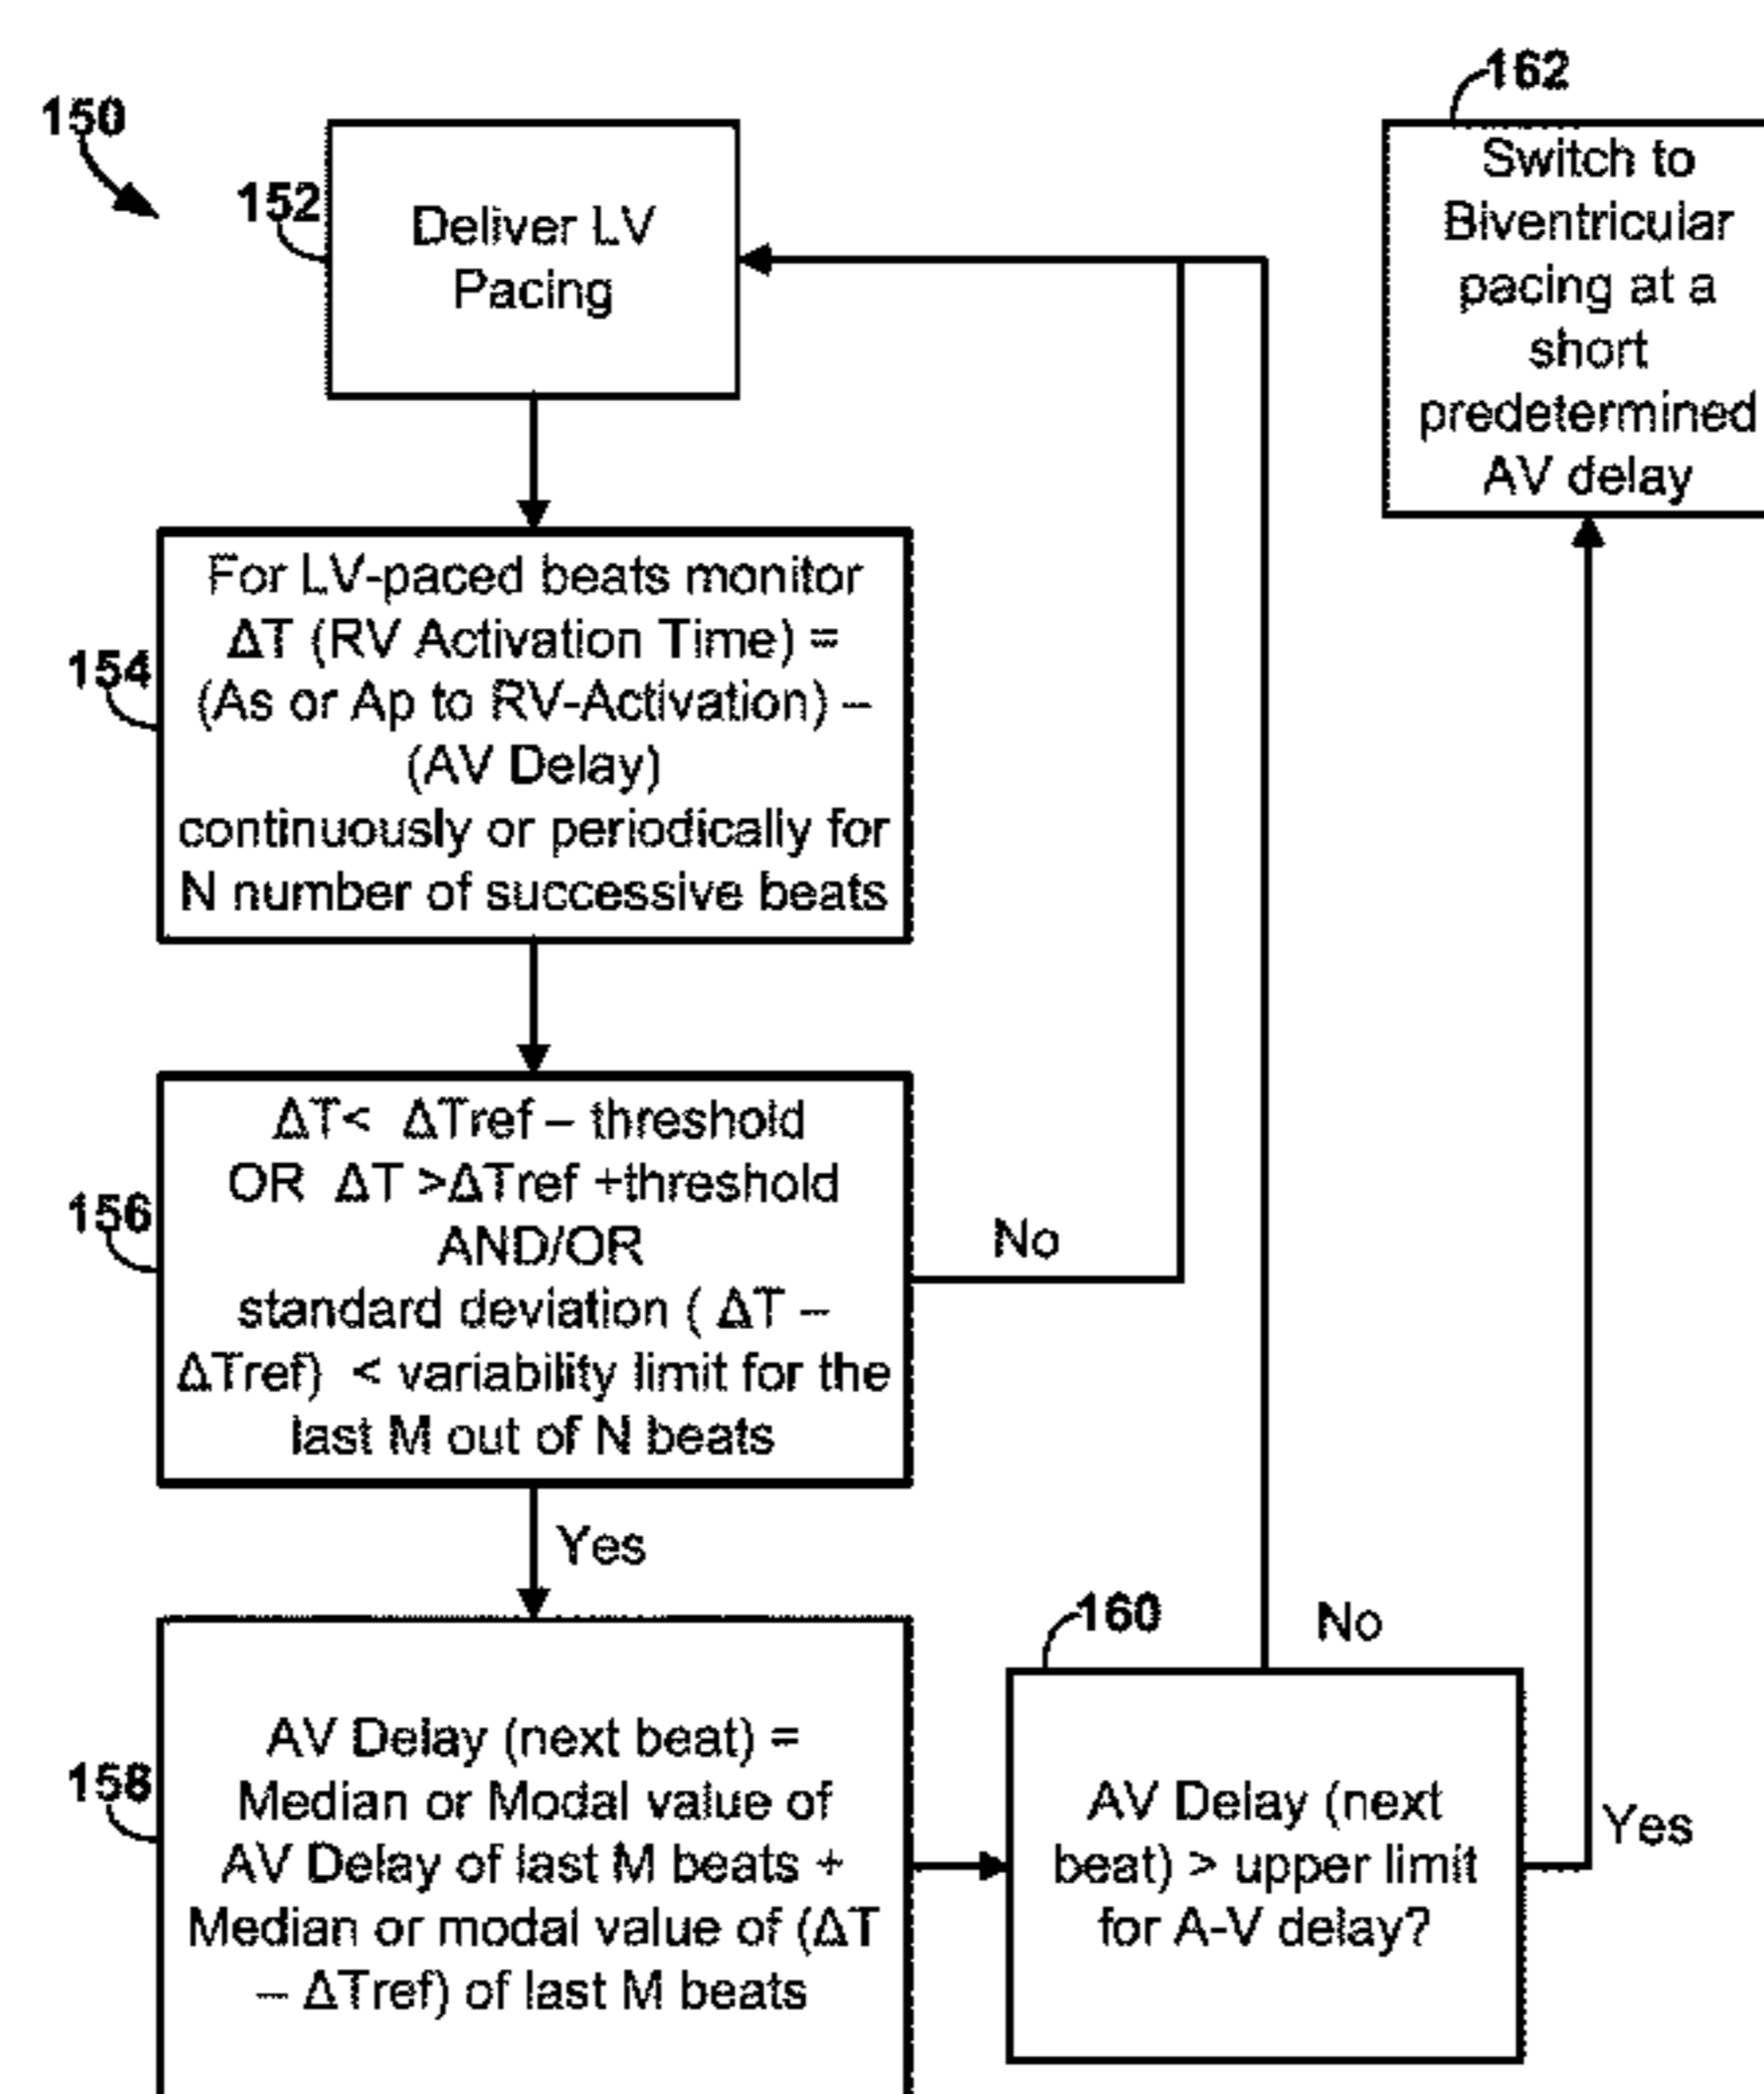 150
152
Deliver LV
Pacing
162
Switch to
Biventricular
pacing at a
short
predetermined
AV delay
154
For LV-paced beats monitor
ΔT (RV Activation Time) =
(As or Ap to RV-Activation) –
(AV Delay)
continuously or periodically for
N number of successive beats
156
ΔT< ΔTref – threshold
OR ΔT >ΔTref +threshold
AND/OR
standard deviation ( ΔT –
ΔTref) < variability limit for the
last M out of N beats
No
Yes
158
AV Delay (next beat) =
Median or Modal value of
AV Delay of last M beats +
Median or modal value of (ΔT
– ΔTref) of last M beats
160
No
AV Delay (next
beat) > upper limit
for A-V delay?
Yes